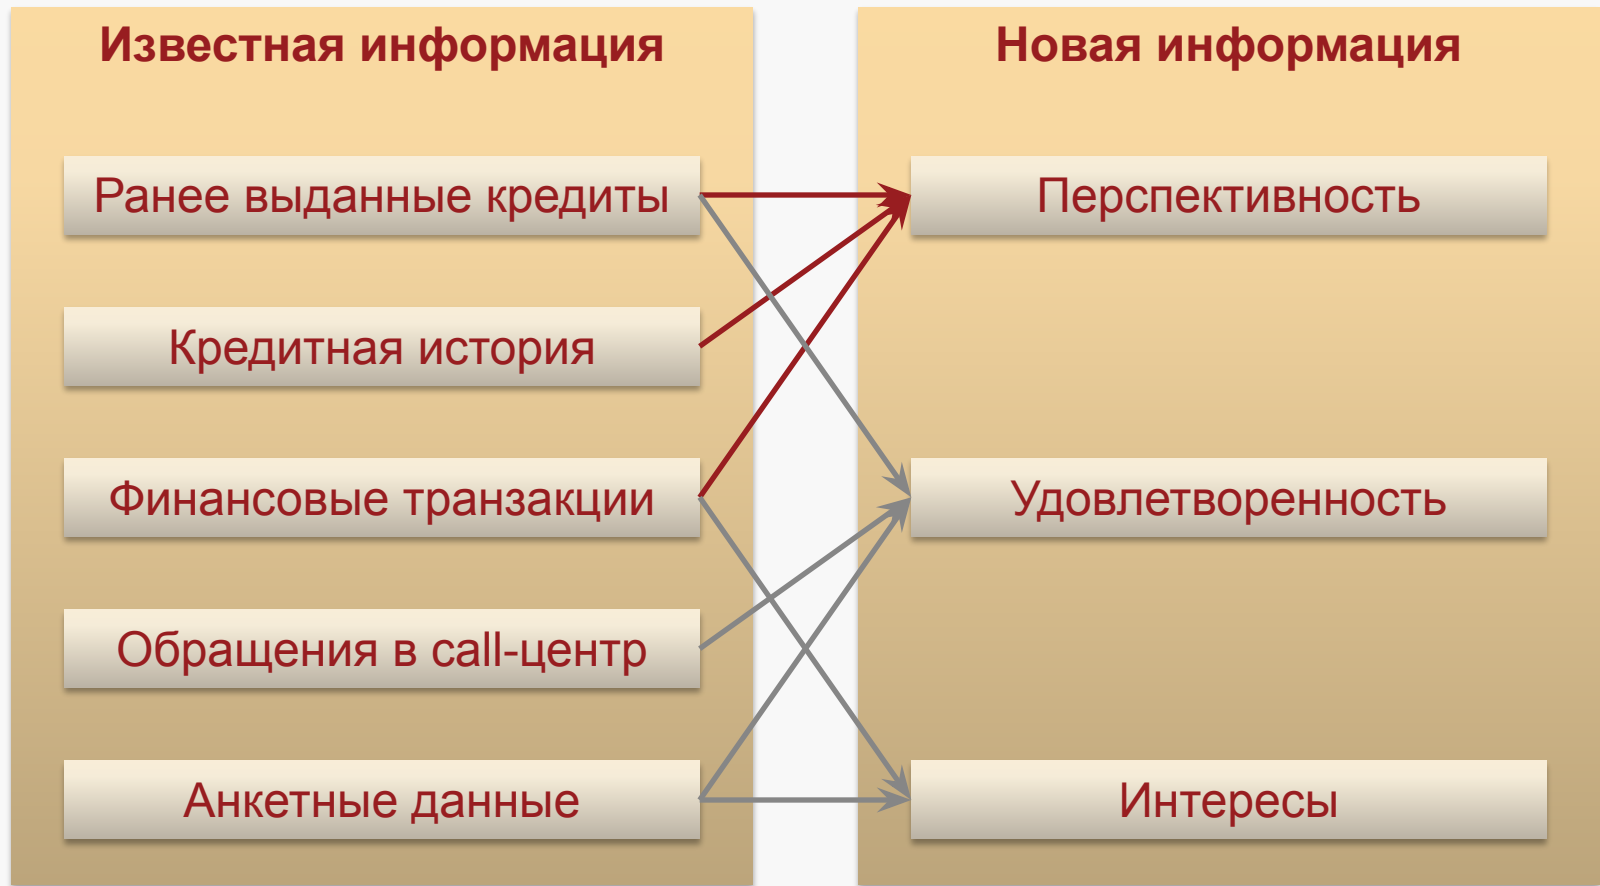 Известная информация
Ранее выданные кредиты
Кредитная история
Финансовые транзакции
Обращения в call-центр
Анкетные данные
Новая информация
Перспективность
Удовлетворенность
Интересы